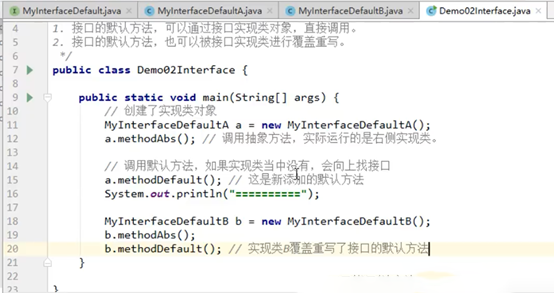 MyInterfaceDefault.java
MyInterfaceDefaultA.java
MyInterfaceDefaultB.java
Demo02Interface.java
4 1. 接口的默认方法，可以通过接口实现类对象，直接调用。
5 2. 接口的默认方法，也可以被接口实现类进行覆盖重写。
6 */
7 public class Demo02Interface {
8
9 public static void main(String[] args) {
10 // 创建了实现类对象
11 MyInterfaceDefaultA a = new MyInterfaceDefaultA();
12 a.methodAbs(); // 调用抽象方法，实际运行的是右侧实现类。
13
14 // 调用默认方法，如果实现类当中没有，会向上找接口
15 a.methodDefault(); // 这是新添加的默认方法
16 System.out.println("==========");
17
18 MyInterfaceDefaultB b = new MyInterfaceDefaultB();
19 b.methodAbs();
20 b.methodDefault(); // 实现类B覆盖重写了接口的默认方法
21 }
22
23 }